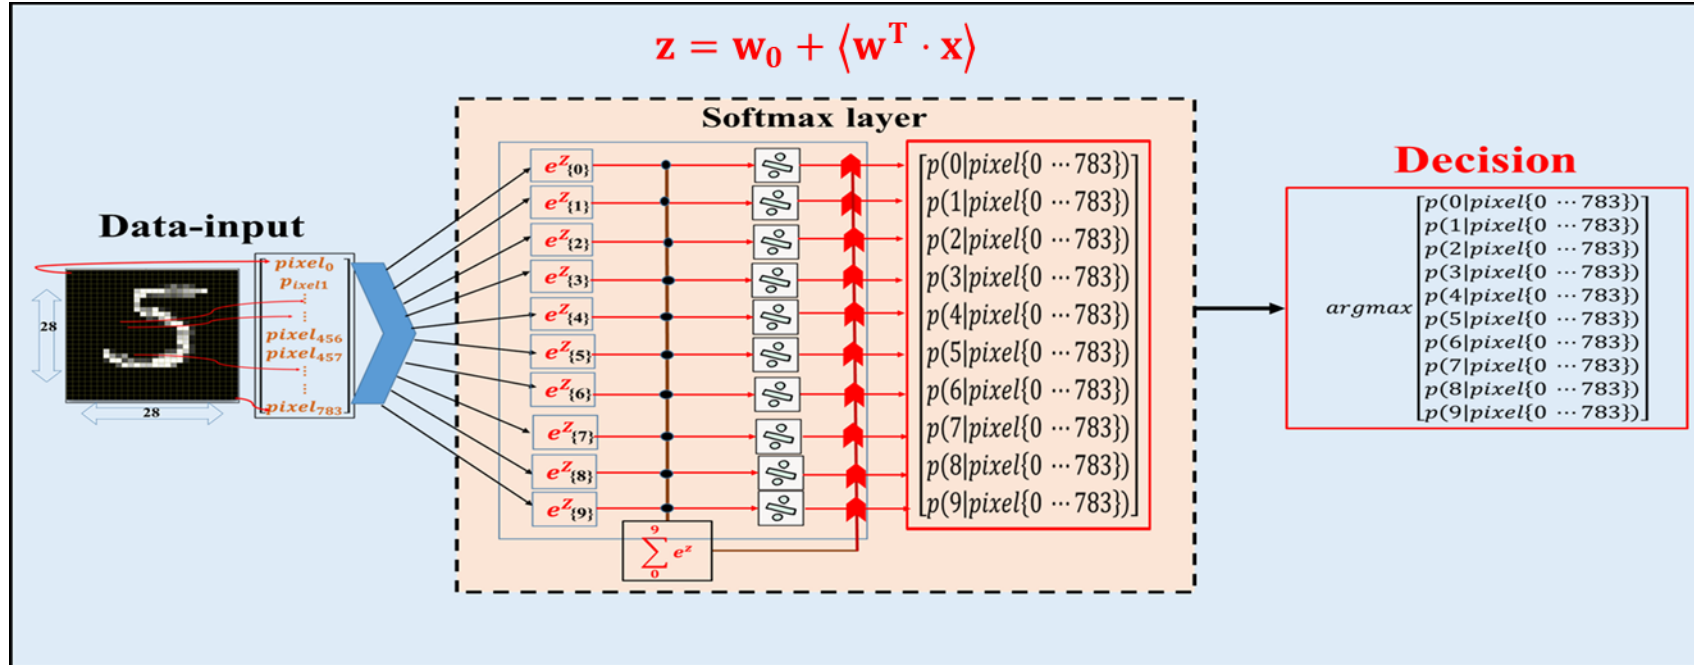 z = w₀ + ⟨wᵀ · x⟩
Softmax layer
Data-input
28
28
pixel₀
pixel1
⋮
⋮
pixel₄₅₆
pixel₄₅₇
⋮
⋮
pixel₇₈₃
e^z{0}
e^z{1}
e^z{2}
e^z{3}
e^z{4}
e^z{5}
e^z{6}
e^z{7}
e^z{8}
e^z{9}
÷
÷
÷
÷
÷
÷
÷
÷
÷
÷
9
∑ e^z
0
p(0|pixel{0 ⋯ 783})
p(1|pixel{0 ⋯ 783})
p(2|pixel{0 ⋯ 783})
p(3|pixel{0 ⋯ 783})
p(4|pixel{0 ⋯ 783})
p(5|pixel{0 ⋯ 783})
p(6|pixel{0 ⋯ 783})
p(7|pixel{0 ⋯ 783})
p(8|pixel{0 ⋯ 783})
p(9|pixel{0 ⋯ 783})
Decision
argmax
p(0|pixel{0 ⋯ 783})
p(1|pixel{0 ⋯ 783})
p(2|pixel{0 ⋯ 783})
p(3|pixel{0 ⋯ 783})
p(4|pixel{0 ⋯ 783})
p(5|pixel{0 ⋯ 783})
p(6|pixel{0 ⋯ 783})
p(7|pixel{0 ⋯ 783})
p(8|pixel{0 ⋯ 783})
p(9|pixel{0 ⋯ 783})